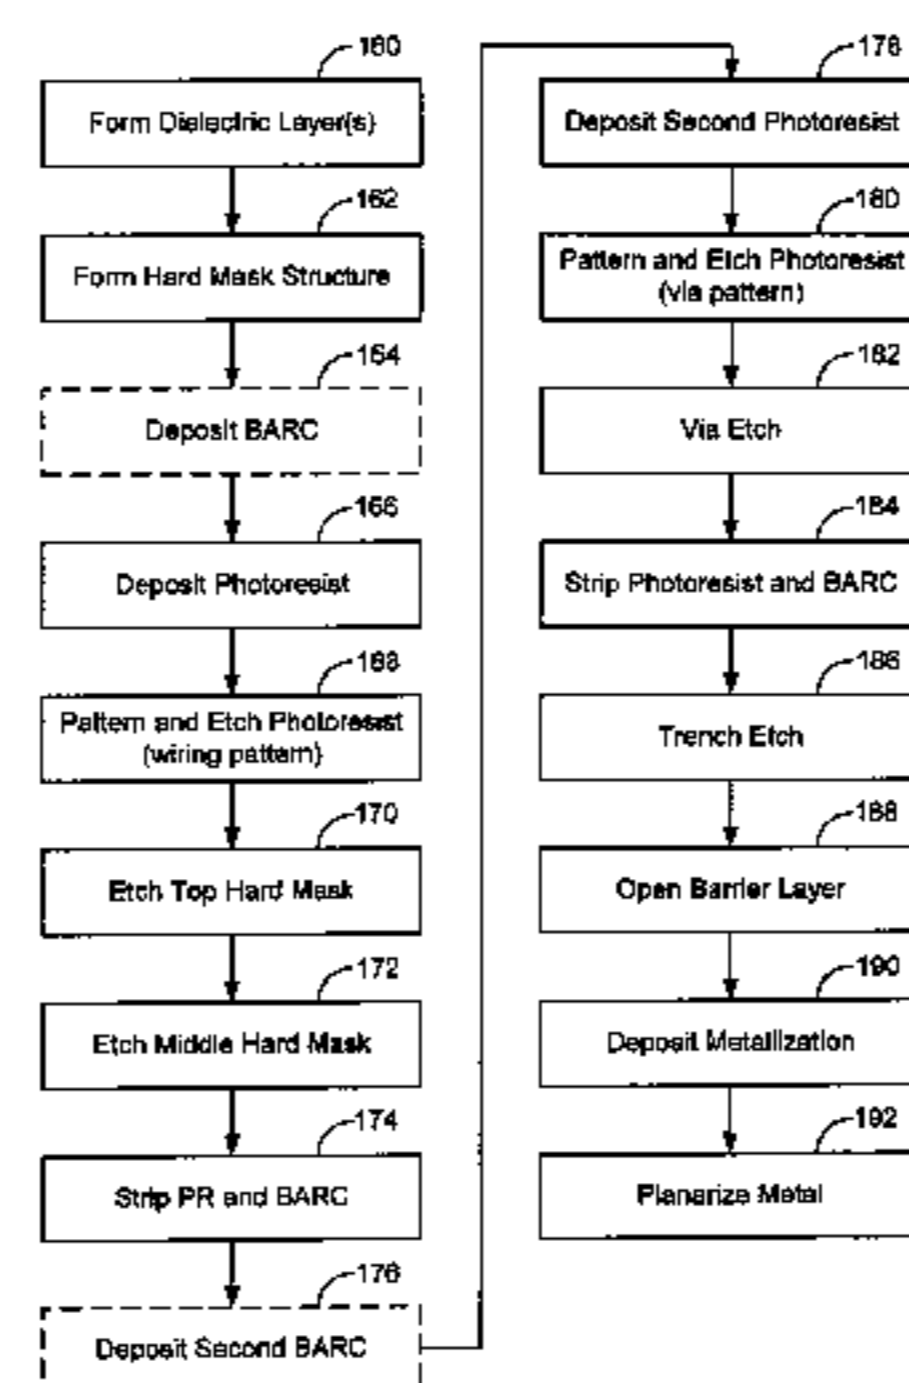 160
Form Dielectric Layer(s)
162
Form Hard Mask Structure
164
Deposit BARC
166
Deposit Photoresist
168
Pattern and Etch Photoresist
(wiring pattern)
170
Etch Top Hard Mask
172
Etch Middle Hard Mask
174
Strip PR and BARC
176
Deposit Second BARC
178
Deposit Second Photoresist
180
Pattern and Etch Photoresist
(via pattern)
182
Via Etch
184
Strip Photoresist and BARC
186
Trench Etch
188
Open Barrier Layer
190
Deposit Metallization
192
Planarize Metal